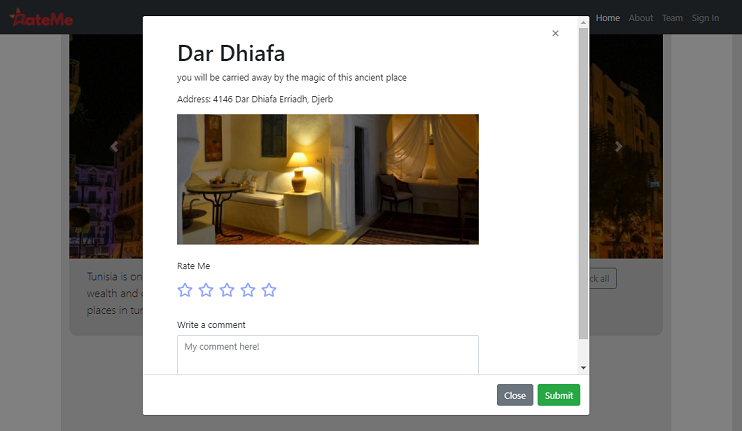 RateMe
Home About Team Sign In
×
Dar Dhiafa
you will be carried away by the magic of this ancient place
Address: 4146 Dar Dhiafa Erriadh, Djerb
Rate Me
Write a comment
My comment here!
Tunisia is on
wealth and
places in tur
all
Close Submit